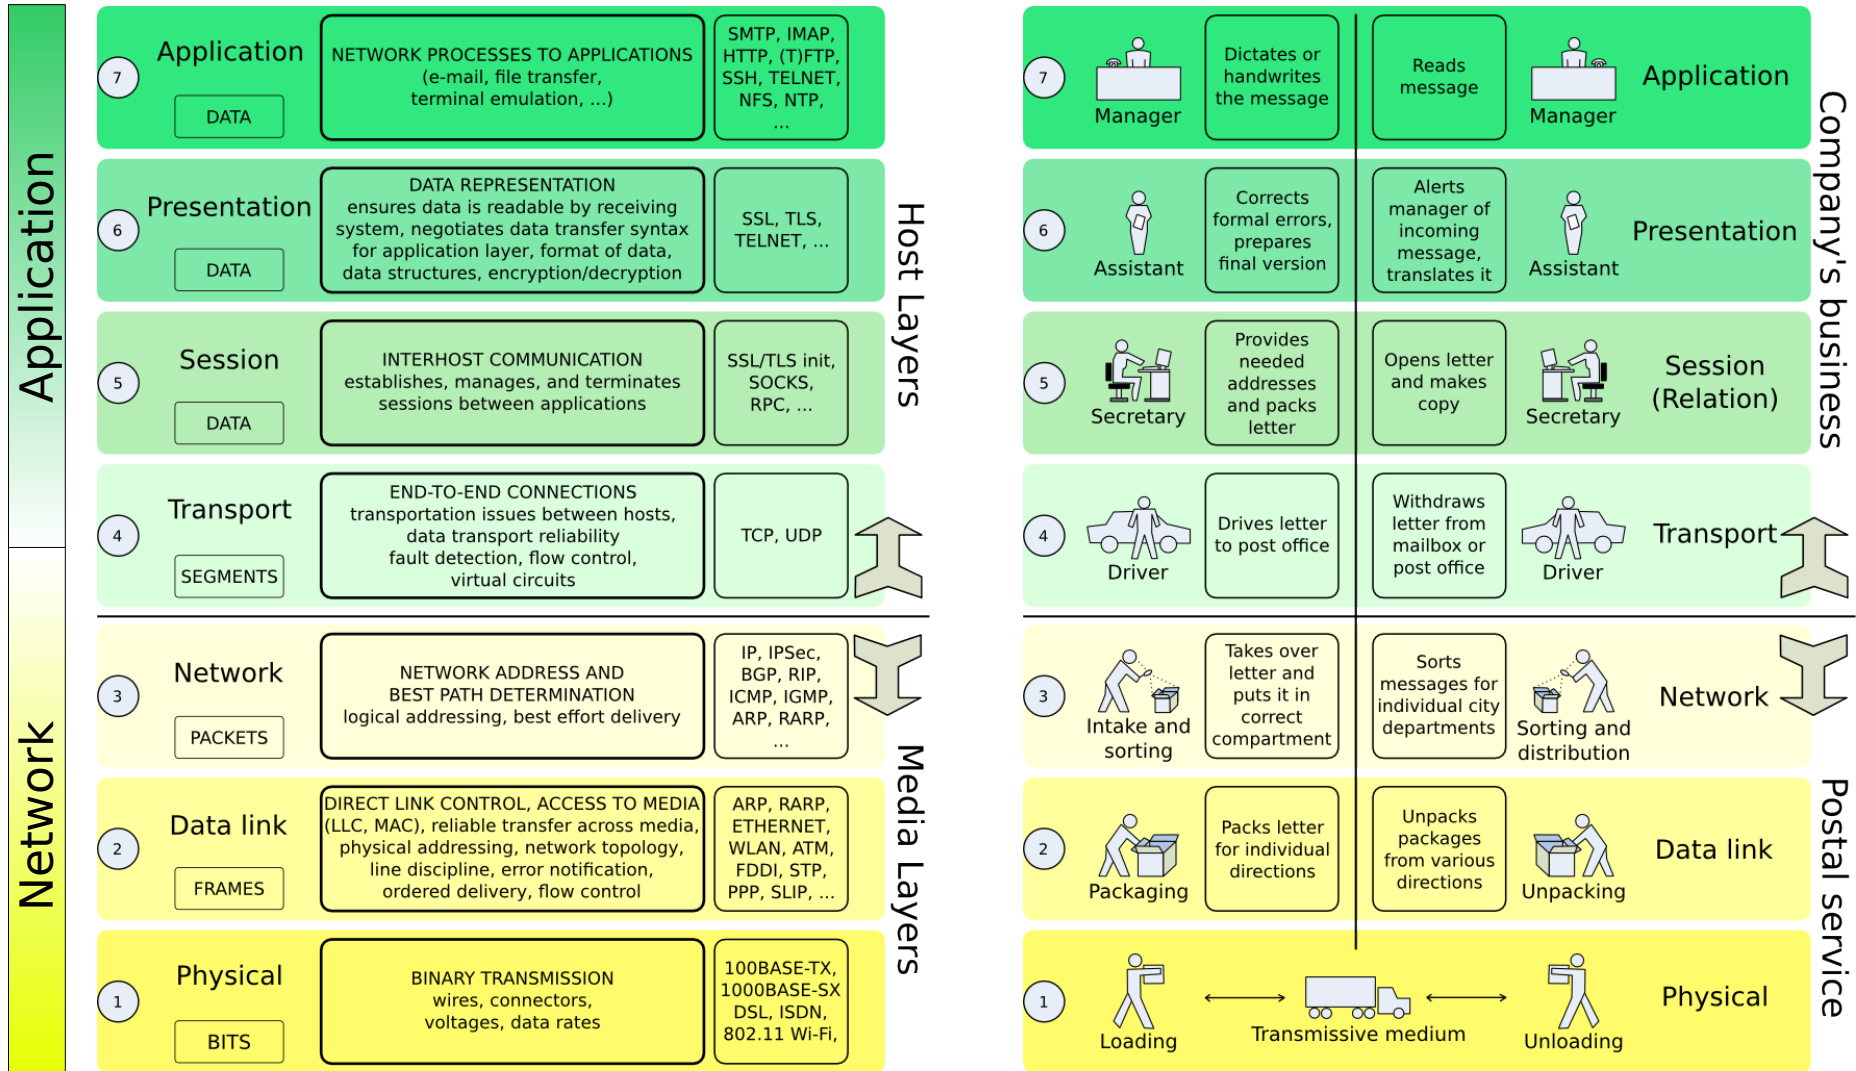 Application
Network
7
Application
DATA
NETWORK PROCESSES TO APPLICATIONS
(e-mail, file transfer,
terminal emulation, ...)
SMTP, IMAP,
HTTP, (T)FTP,
SSH, TELNET,
NFS, NTP,
...
6
Presentation
DATA
DATA REPRESENTATION
ensures data is readable by receiving
system, negotiates data transfer syntax
for application layer, format of data,
data structures, encryption/decryption
SSL, TLS,
TELNET, ...
5
Session
DATA
INTERHOST COMMUNICATION
establishes, manages, and terminates
sessions between applications
SSL/TLS init,
SOCKS,
RPC, ...
4
Transport
SEGMENTS
END-TO-END CONNECTIONS
transportation issues between hosts,
data transport reliability
fault detection, flow control,
virtual circuits
TCP, UDP
Host Layers
3
Network
PACKETS
NETWORK ADDRESS AND
BEST PATH DETERMINATION
logical addressing, best effort delivery
IP, IPSec,
BGP, RIP,
ICMP, IGMP,
ARP, RARP,
...
2
Data link
FRAMES
DIRECT LINK CONTROL, ACCESS TO MEDIA
(LLC, MAC), reliable transfer across media,
physical addressing, network topology,
line discipline, error notification,
ordered delivery, flow control
ARP, RARP,
ETHERNET,
WLAN, ATM,
FDDI, STP,
PPP, SLIP, ...
1
Physical
BITS
BINARY TRANSMISSION
wires, connectors,
voltages, data rates
100BASE-TX,
1000BASE-SX
DSL, ISDN,
802.11 Wi-Fi,
Media Layers
7
Manager
Dictates or
handwrites
the message
Reads
message
Manager
Application
6
Assistant
Corrects
formal errors,
prepares
final version
Alerts
manager of
incoming
message,
translates it
Assistant
Presentation
5
Secretary
Provides
needed
addresses
and packs
letter
Opens letter
and makes
copy
Secretary
Session
(Relation)
4
Driver
Drives letter
to post office
Withdraws
letter from
mailbox or
post office
Driver
Transport
Company's business
3
Intake and
sorting
Takes over
letter and
puts it in
correct
compartment
Sorts
messages for
individual city
departments
Sorting and
distribution
Network
2
Packaging
Packs letter
for individual
directions
Unpacks
packages
from various
directions
Unpacking
Data link
1
Loading
Transmissive medium
Unloading
Physical
Postal service